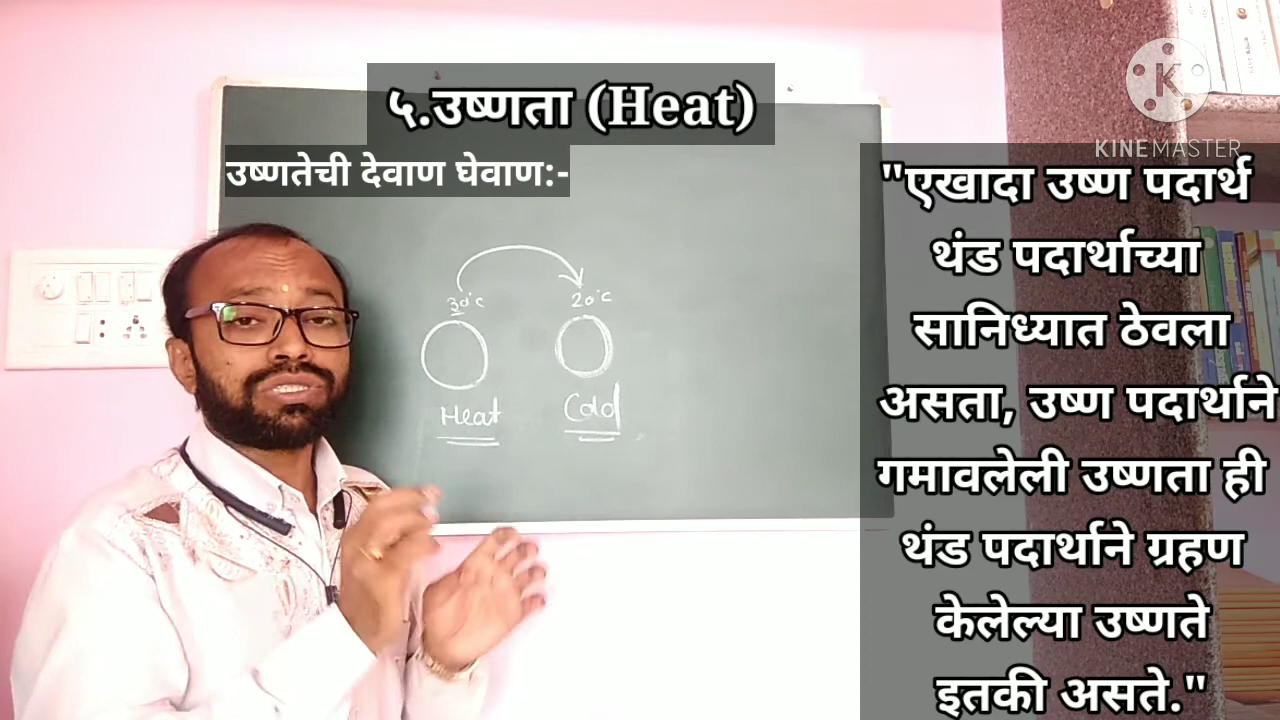 ५.उष्णता (Heat)
उष्णतेची देवाण घेवाण:-
KINEMASTER
"एखादा उष्ण पदार्थ
थंड पदार्थाच्या
सानिध्यात ठेवला
असता, उष्ण पदार्थाने
गमावलेली उष्णता ही
थंड पदार्थाने ग्रहण
केलेल्या उष्णते
इतकी असते."
30°c 20°c
Heat Cold